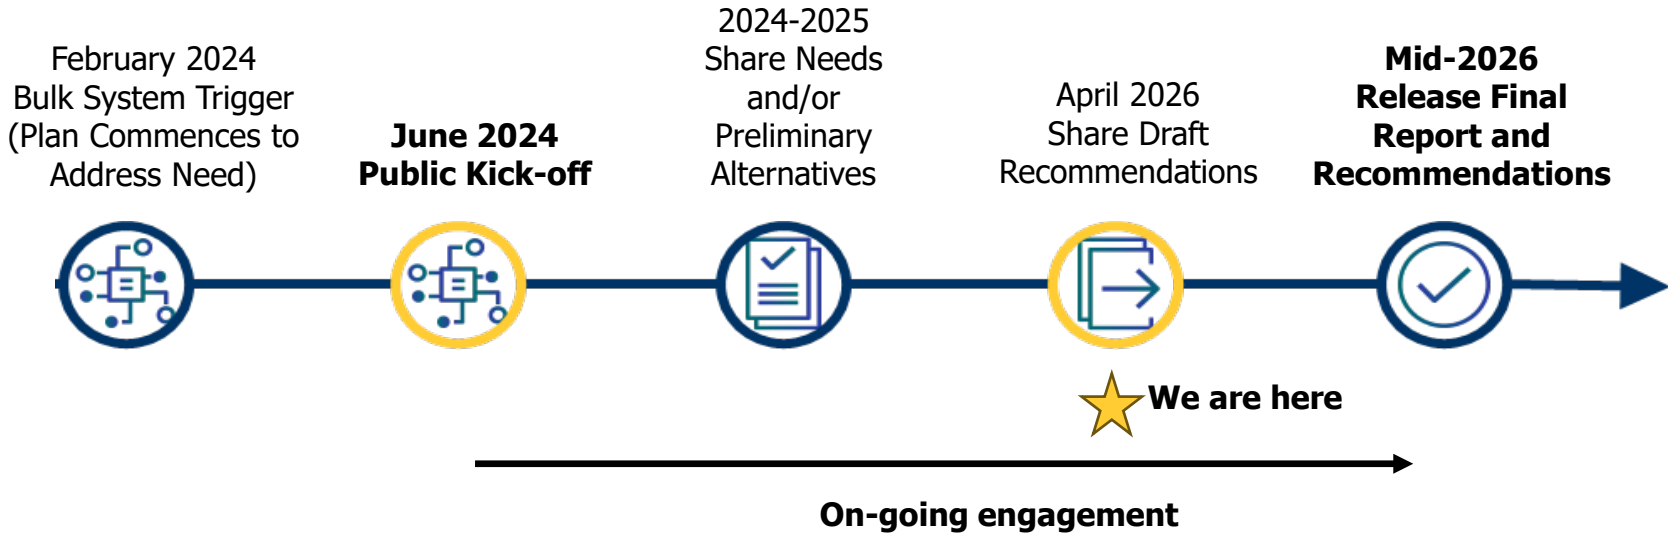 February 2024
Bulk System Trigger
(Plan Commences to
Address Need)
June 2024
Public Kick-off
2024-2025
Share Needs
and/or
Preliminary
Alternatives
April 2026
Share Draft
Recommendations
Mid-2026
Release Final
Report and
Recommendations
We are here
On-going engagement